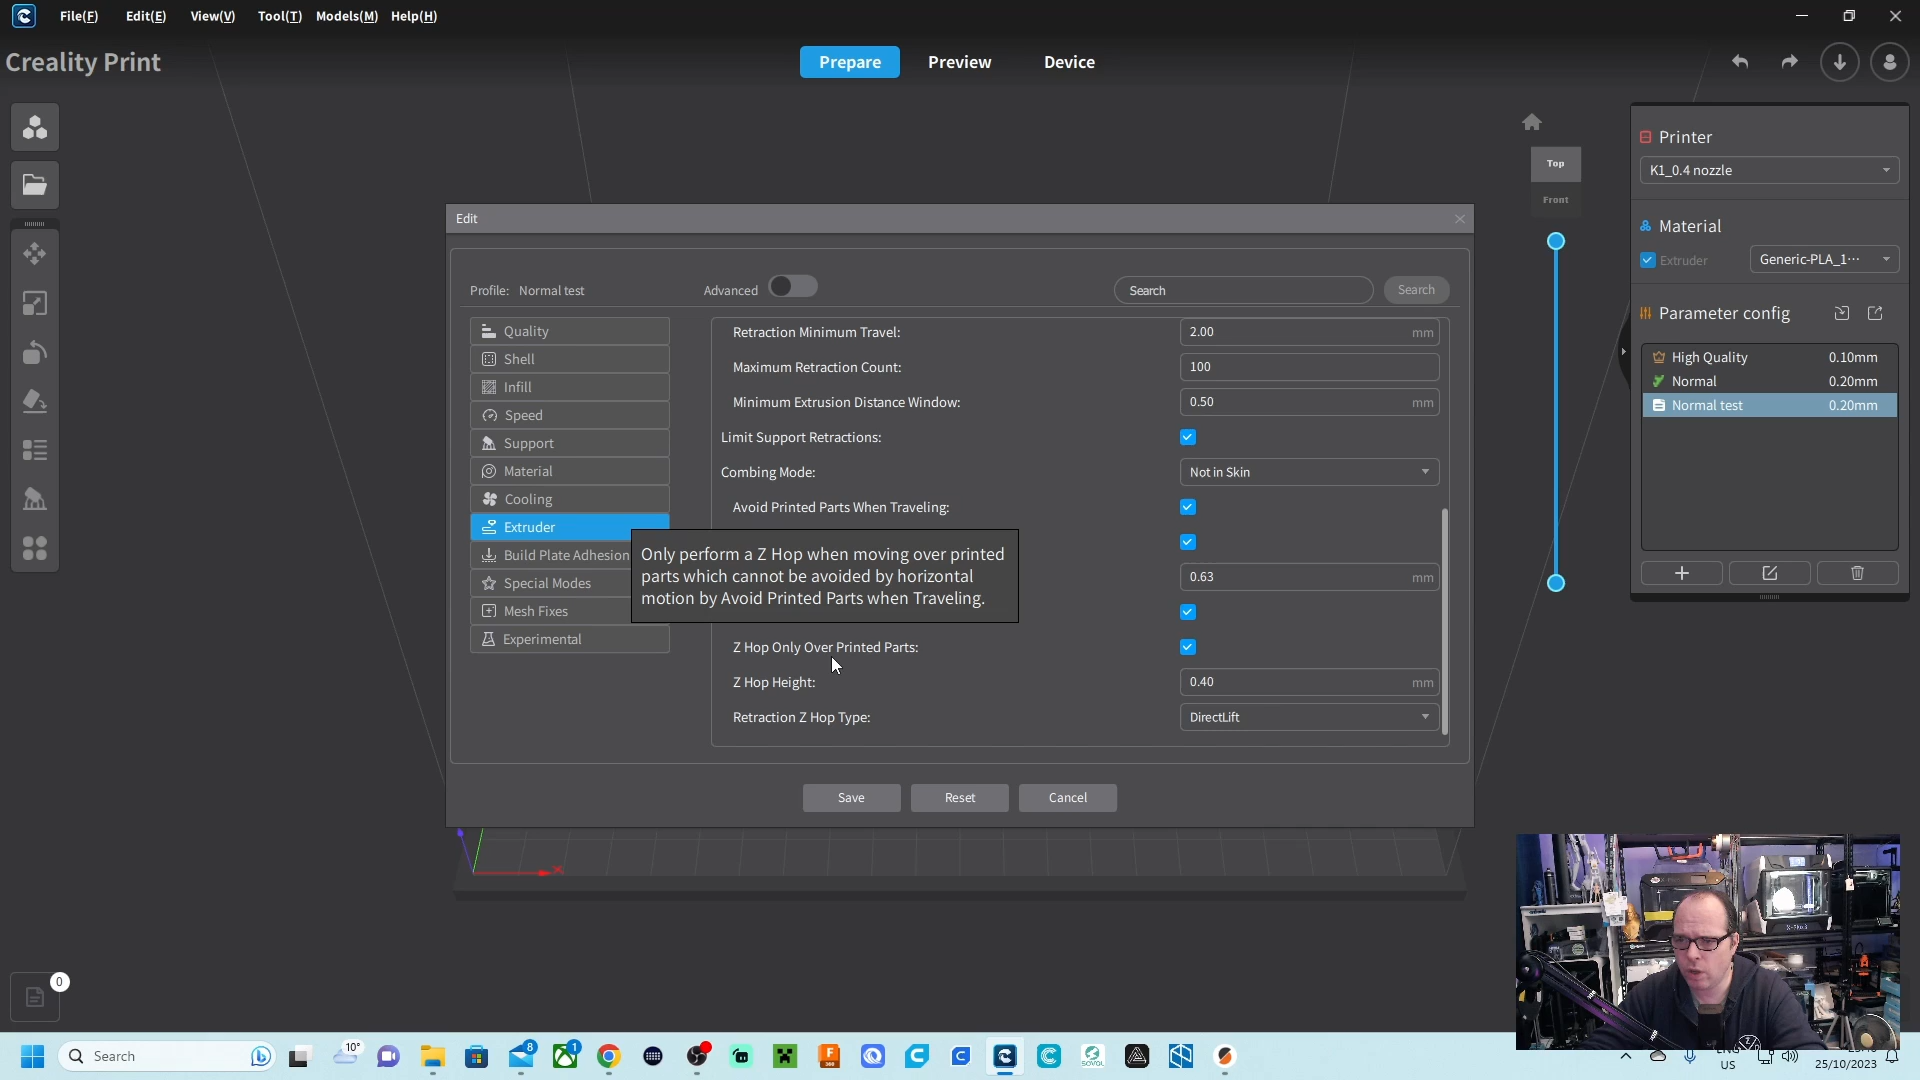 File(F) Edit(E) View(V) Tool(T) Models(M) Help(H)
Creality Print
Prepare Preview Device
Top
Front
Printer
K1_0.4 nozzle
Material
Extruder Generic-PLA_1···
Parameter config
High Quality 0.10mm
Normal 0.20mm
Normal test 0.20mm
Edit
Profile: Normal test Advanced Search Search
Quality
Shell
Infill
Speed
Support
Material
Cooling
Extruder
Build Plate Adhesion
Special Modes
Mesh Fixes
Experimental
Retraction Minimum Travel: 2.00 mm
Maximum Retraction Count: 100
Minimum Extrusion Distance Window: 0.50 mm
Limit Support Retractions:
Combing Mode: Not in Skin
Avoid Printed Parts When Traveling:
0.63 mm
Only perform a Z Hop when moving over printed
parts which cannot be avoided by horizontal
motion by Avoid Printed Parts when Traveling.
Z Hop Only Over Printed Parts:
Z Hop Height: 0.40 mm
Retraction Z Hop Type: DirectLift
Save Reset Cancel
0
Search
10°
8
1
SOVOL
US
25/10/2023